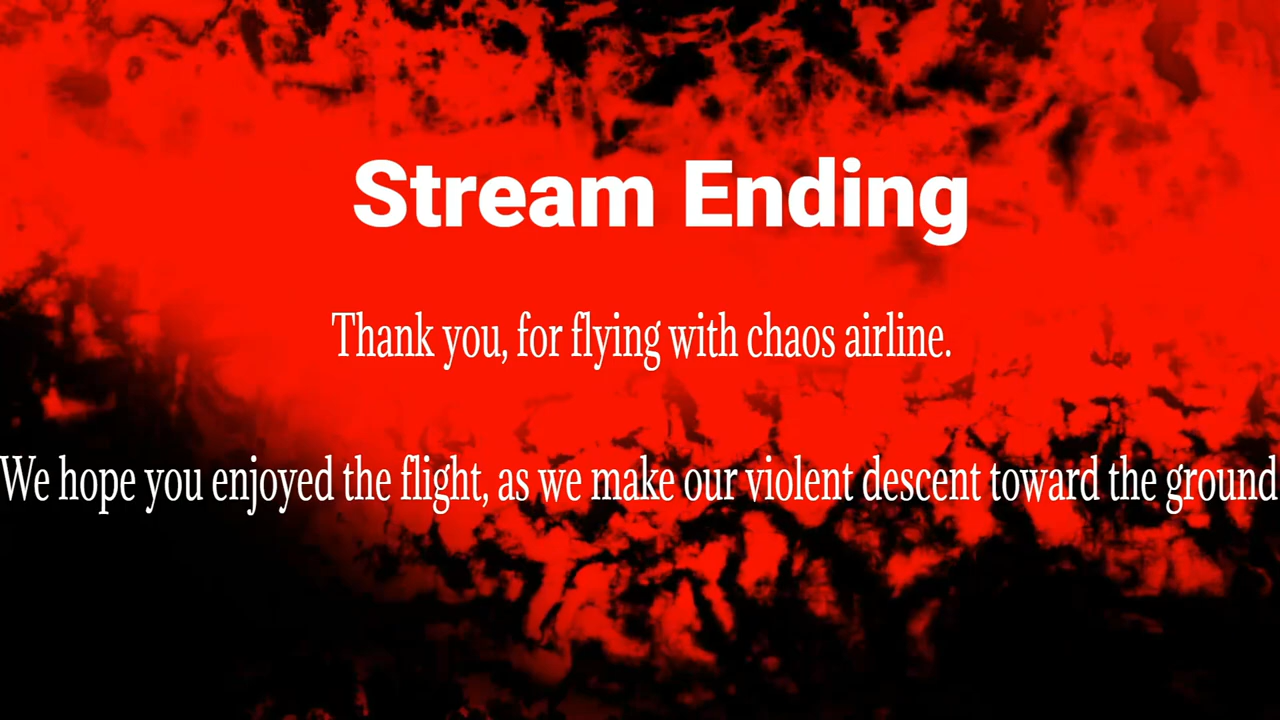 Stream Ending
Thank you, for flying with chaos airline.
We hope you enjoyed the flight, as we make our violent descent toward the ground